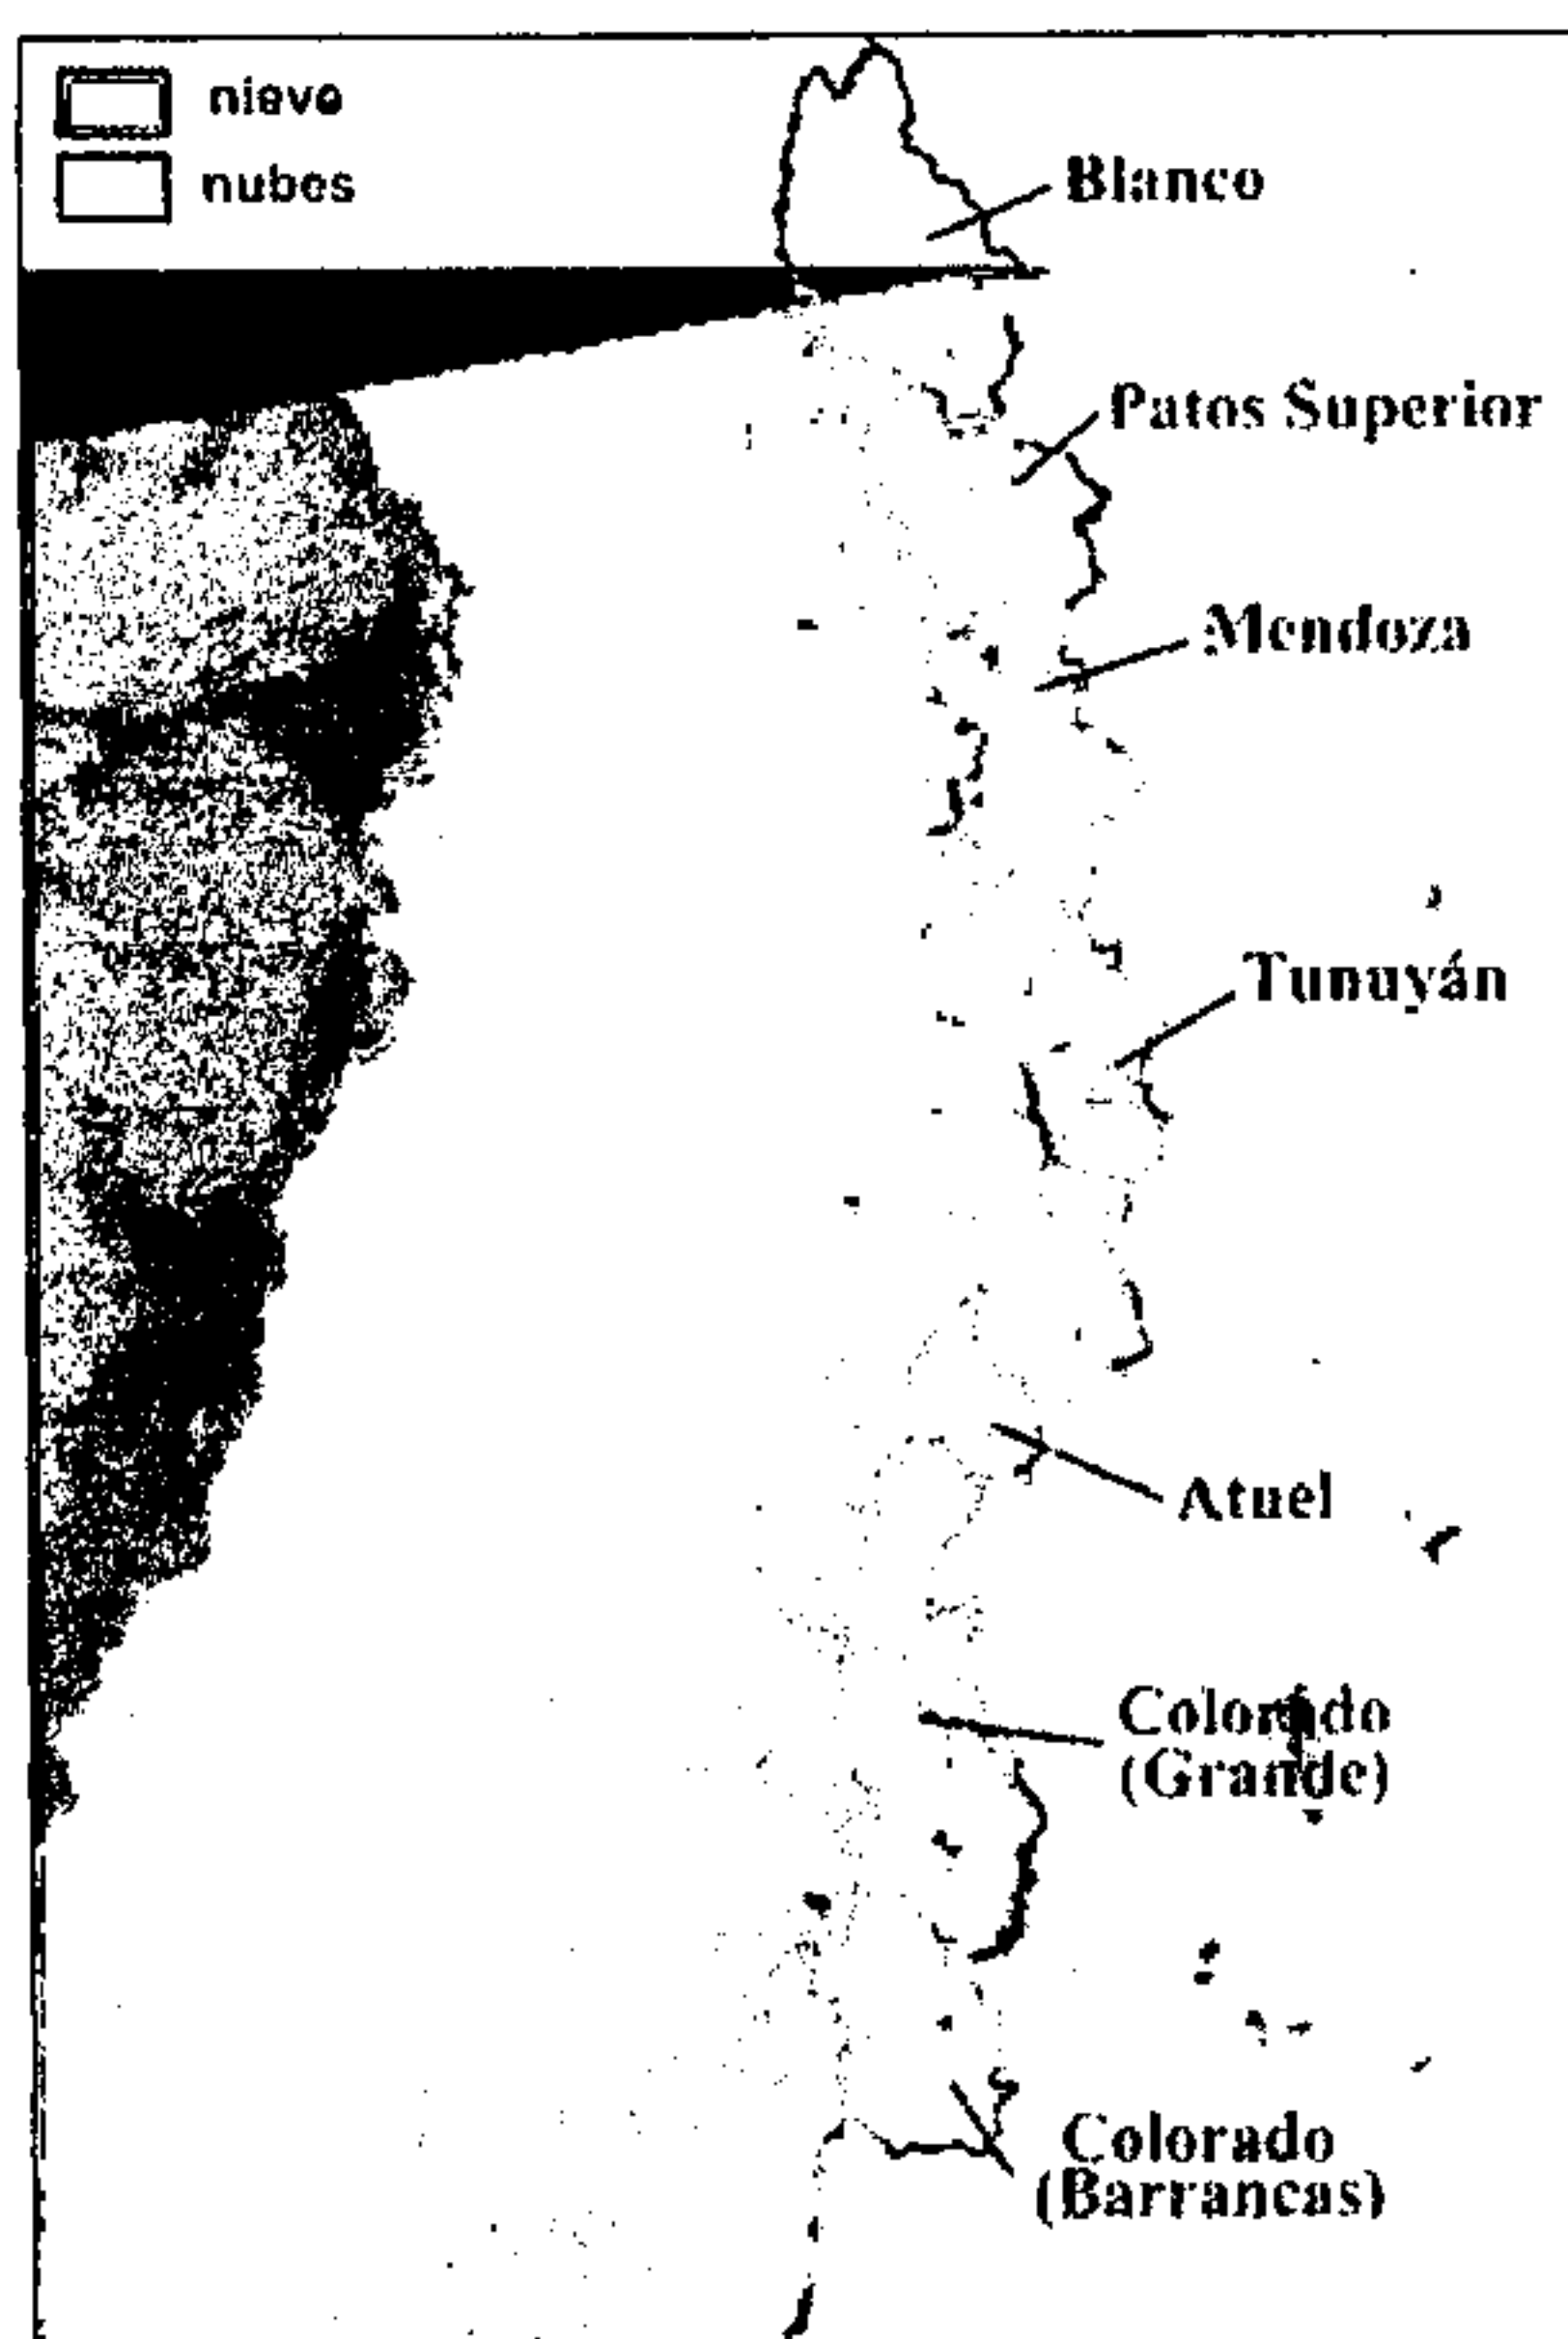 nieve
nubes
Blanco
Patos Superior
Mendoza
Tunuyán
Atuel
Colorado
(Grande)
Colorado
(Barrancas)